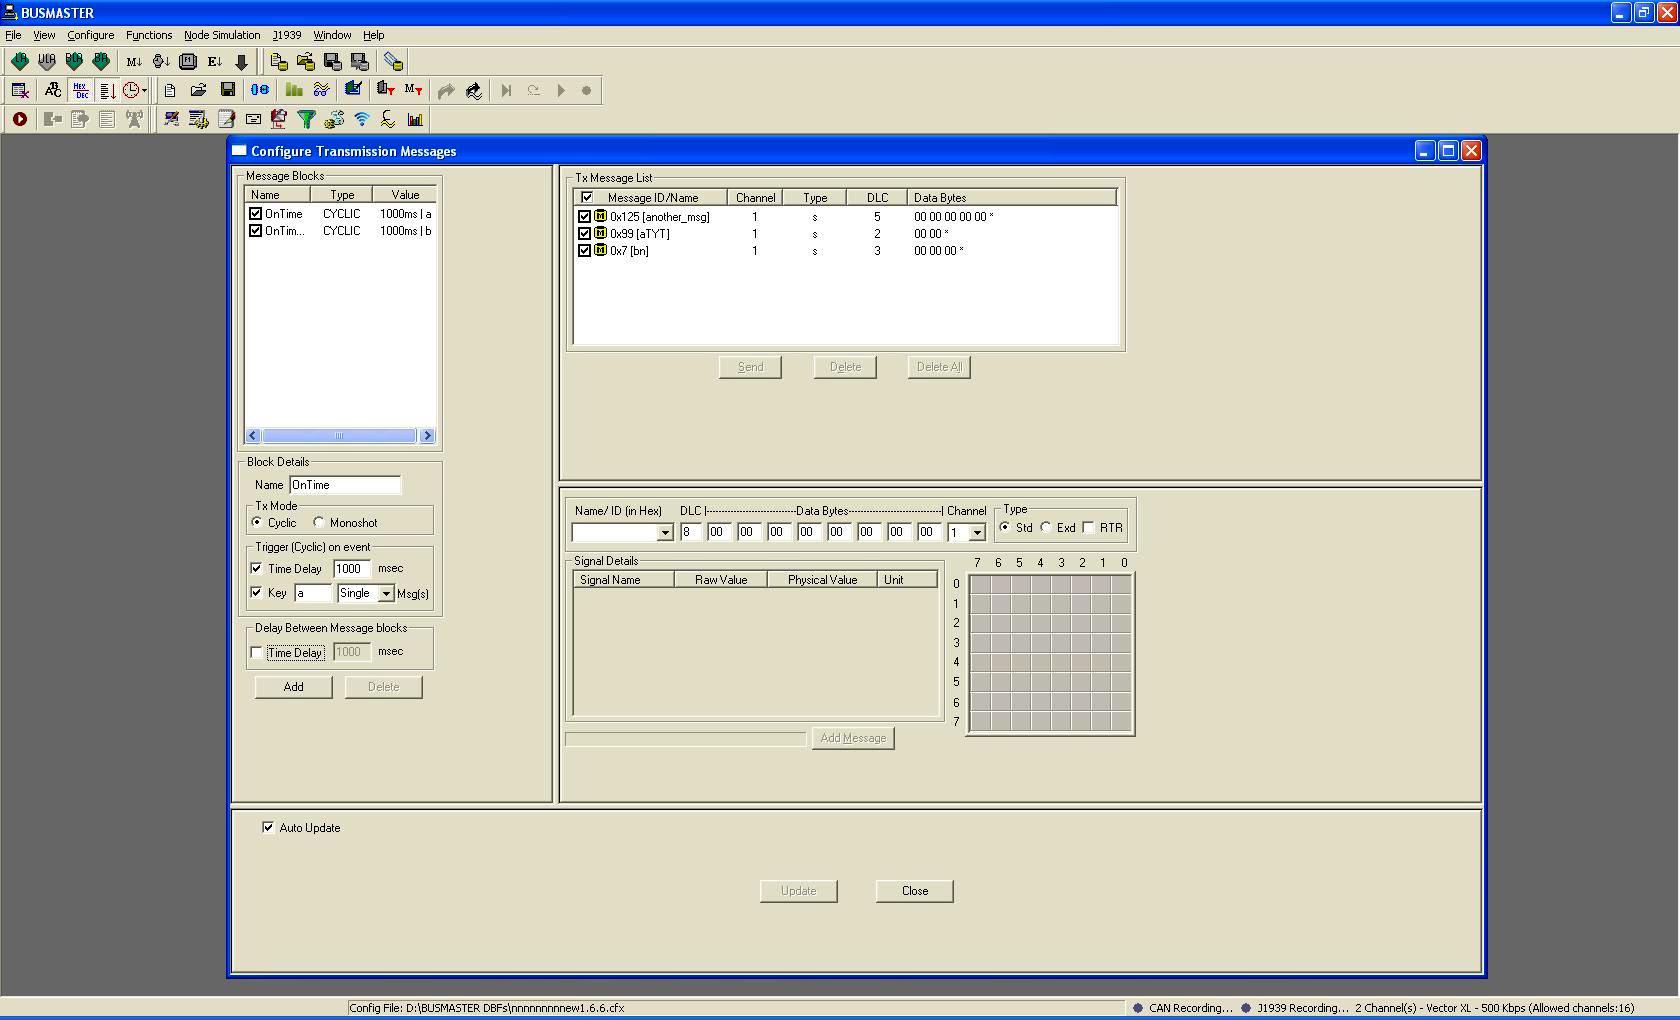 BUSMASTER
File View Configure Functions Node Simulation J1939 Window Help
Configure Transmission Messages
Message Blocks
Name Type Value
OnTime CYCLIC 1000ms | a
OnTim... CYCLIC 1000ms | b
Block Details
Name OnTime
Tx Mode
Cyclic Monoshot
Trigger (Cyclic) on event
Time Delay 1000 msec
Key a Single Msg(s)
Delay Between Message blocks
Time Delay 1000 msec
Add Delete
Tx Message List
Message ID/Name Channel Type DLC Data Bytes
0x125 [another_msg] 1 s 5 00 00 00 00 00 *
0x99 [aTYT] 1 s 2 00 00 *
0x7 [bn] 1 s 3 00 00 00 *
Send Delete Delete All
Name/ ID (in Hex) DLC |---------------------------Data Bytes----------------------------| Channel Type
8 00 00 00 00 00 00 00 00 1 Std Exd RTR
Signal Details
Signal Name Raw Value Physical Value Unit
7 6 5 4 3 2 1 0
0
1
2
3
4
5
6
7
Add Message
Auto Update
Update Close
Config File: D:\BUSMASTER DBFs\nnnnnnnnnew1.6.6.cfx CAN Recording... J1939 Recording... 2 Channel(s) - Vector XL - 500 Kbps (Allowed channels:16)